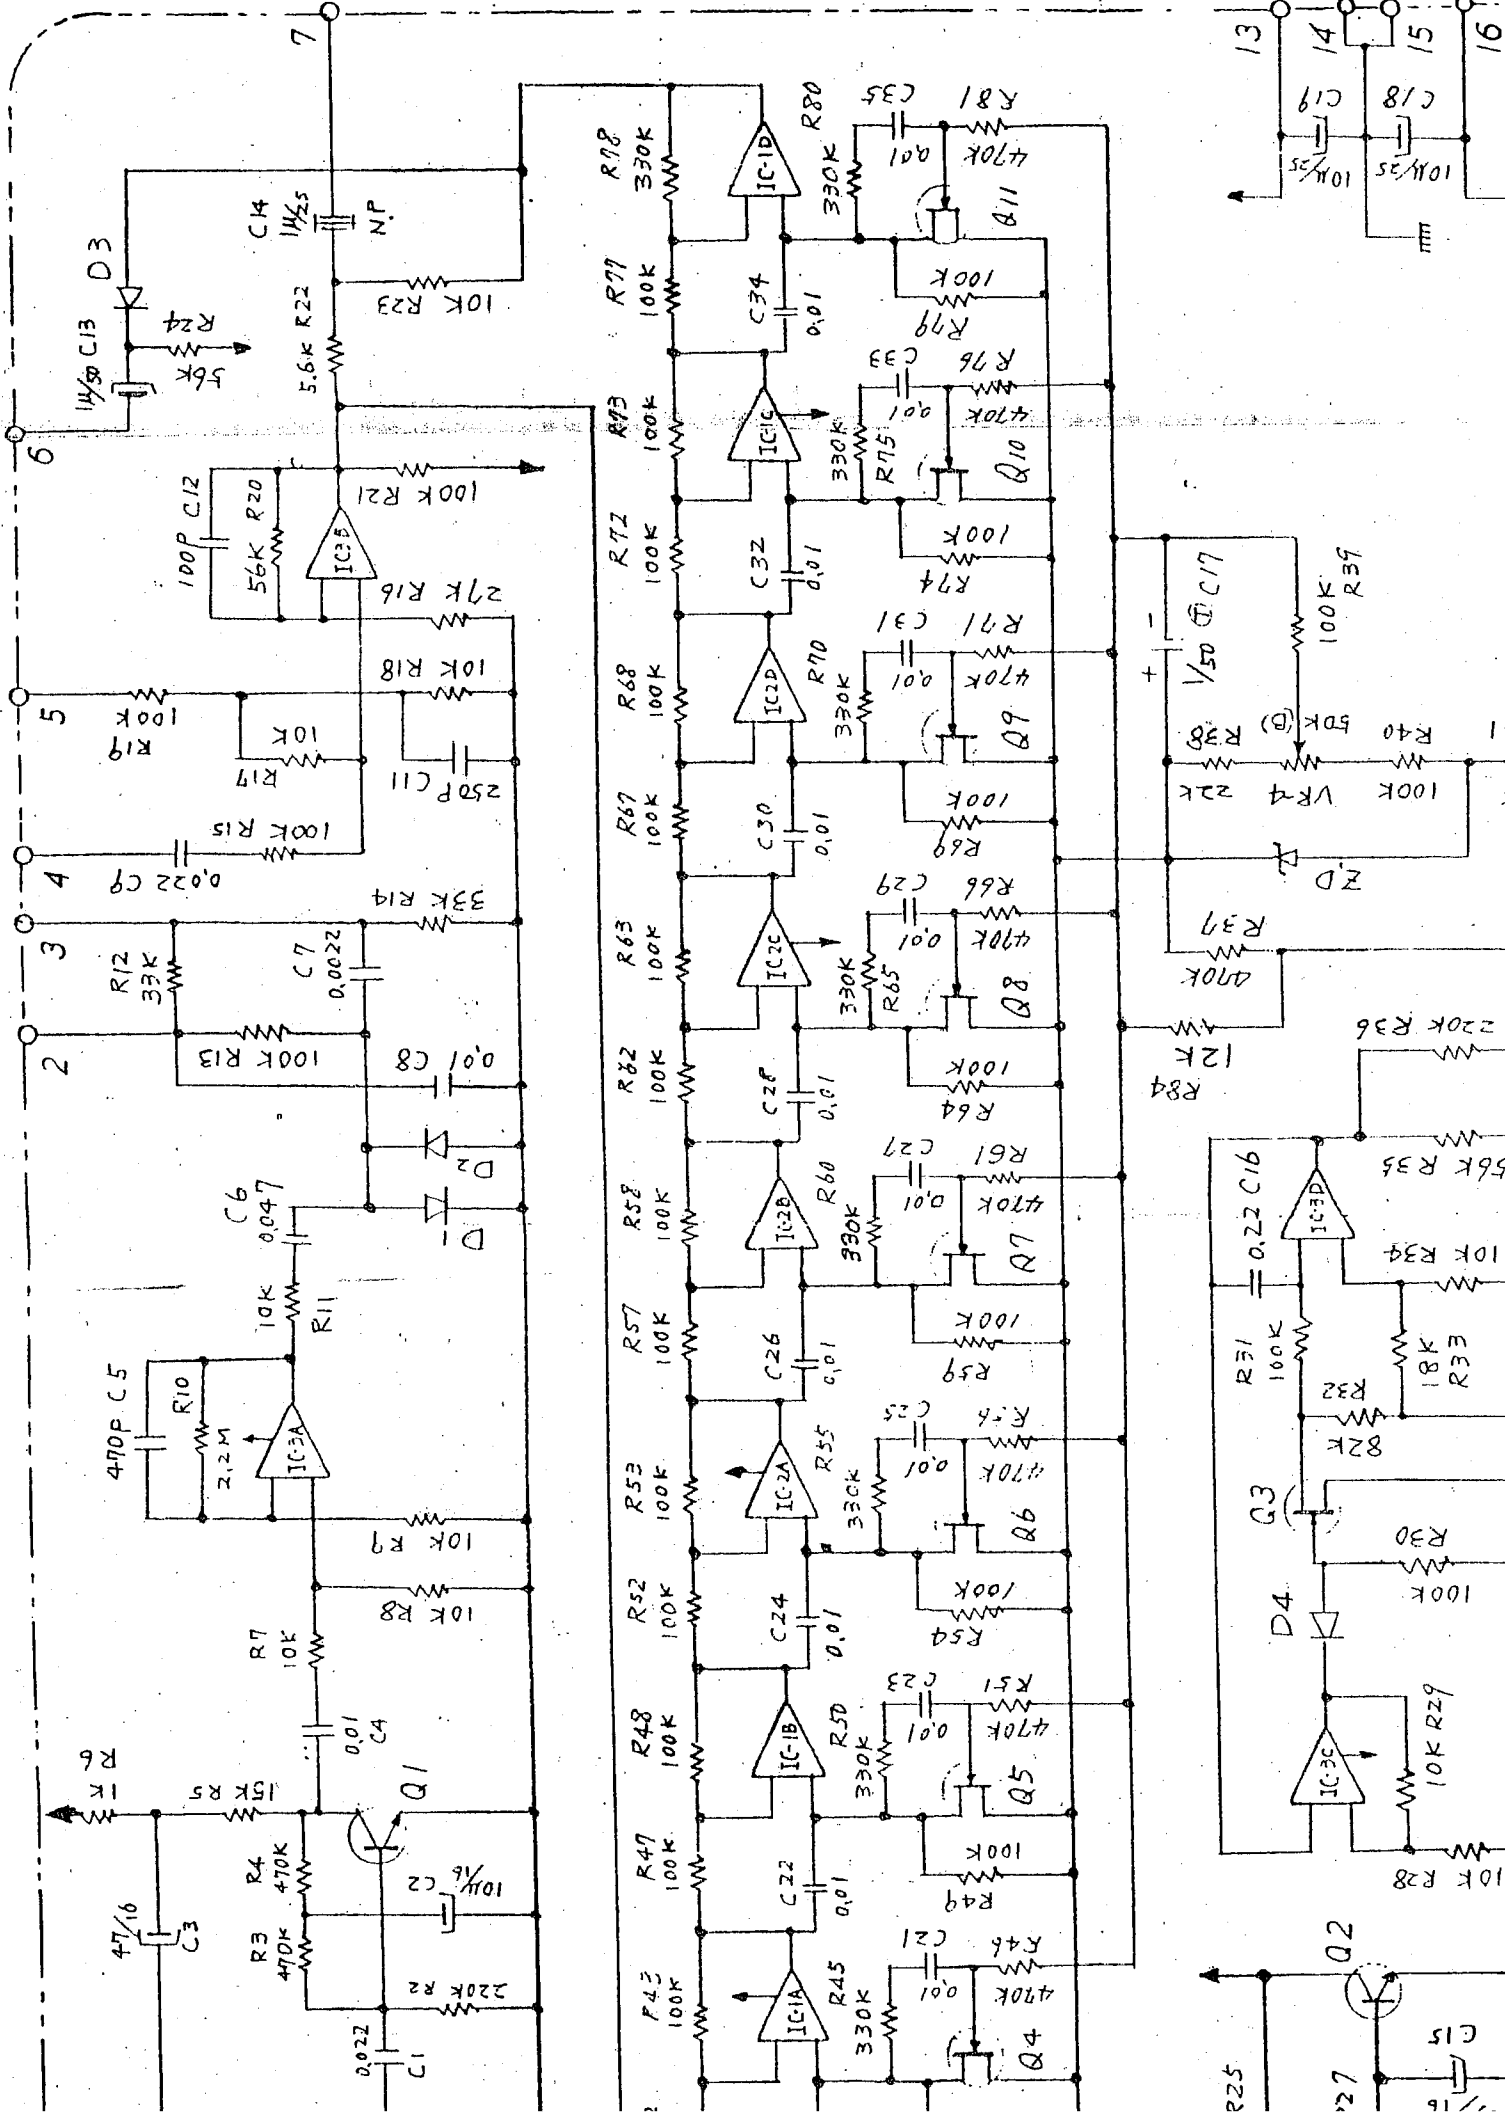 7
13
14
15
16
C14
1µ/25
N.P
D3
R24
56K
1µ/50 C13
5.6K R22
10K R23
6
C19
10µ/25
C18
10µ/25
R78
330K
IC-1D
330K
R80
C35
0.01
R81
470K
Q11
R77
100K
C34
0.01
100K
R79
R73
100K
IC-1C
330K
R75
C33
0.01
R76
470K
Q10
R72
100K
C32
0.01
100K
R74
100P C12
56K R20
IC3B
100K R21
27K R16
5
100K
R19
10K
R17
10K R18
250P C11
100K R15
4
0.022 C9
R68
100K
IC2D
R70
330K
C31
0.01
R71
470K
Q9
R67
100K
C30
0.01
100K
R69
1/50
C17
+
-
100K
R39
50K (B)
VR-4
R38
22K
R40
100K
Z.D
R37
470K
12K
R84
3
R12
33K
33K R14
C7
0.0022
2
100K R13
0.01 C8
D2
D1
R63
100K
IC2C
330K
R65
C29
0.01
R66
470K
Q8
R62
100K
C28
0.01
100K
R64
C6
0.047
10K
R11
R58
100K
IC-2B
330K
R60
C27
0.01
R61
470K
Q7
R57
100K
C26
0.01
100K
R59
220K R36
56K R35
0.22 C16
IC-3D
10K R34
R31
100K
18K
R33
R32
82K
470P C5
R10
2.2M
IC-3A
10K R9
10K R8
R7
10K
R53
100K
IC-2A
330K
R55
C25
0.01
R56
470K
Q6
R52
100K
C24
0.01
100K
R54
Q3
R30
100K
D4
0.01
C4
R6
1K
15K R5
Q1
R4
470K
R3
470K
C2
10µ/16
47/16
C3
220K R2
0.022
C1
R48
100K
IC-1B
330K
R50
C23
0.01
R51
470K
Q5
R47
100K
C22
0.01
100K
R49
IC-3C
10K R29
10K R28
R43
100K
IC-1A
R45
330K
C21
0.01
R46
470K
Q4
Q2
C15
R25